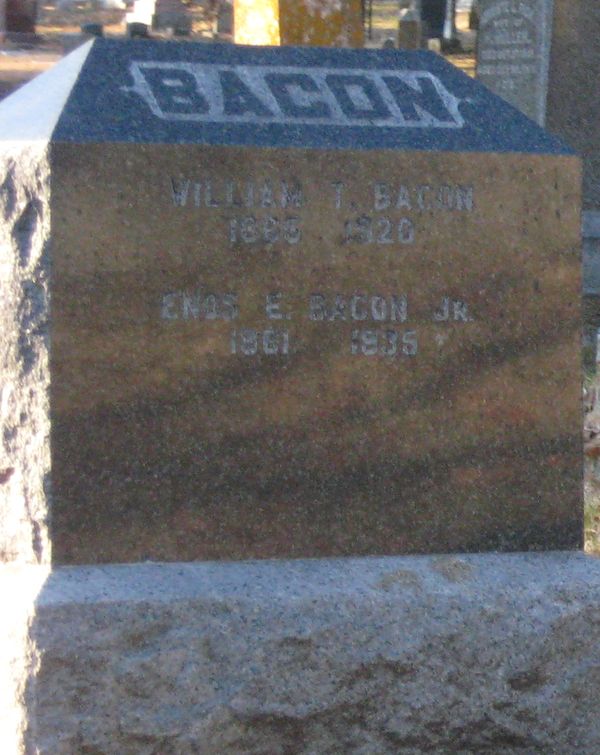 BACON
WILLIAM T. BACON
1920
ENOS E. BACON JR.
1861 1935